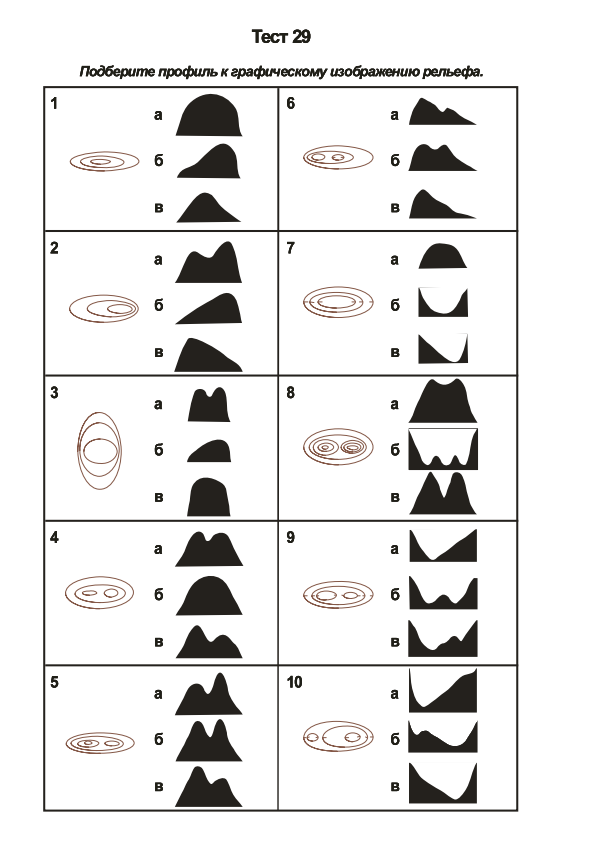 Тест 29
Подберите профиль к графическому изображению рельефа.
1
а
б
в
6
а
б
в
2
а
б
в
7
а
б
в
3
а
б
в
8
а
б
в
4
а
б
в
9
а
б
в
5
а
б
в
10
а
б
в